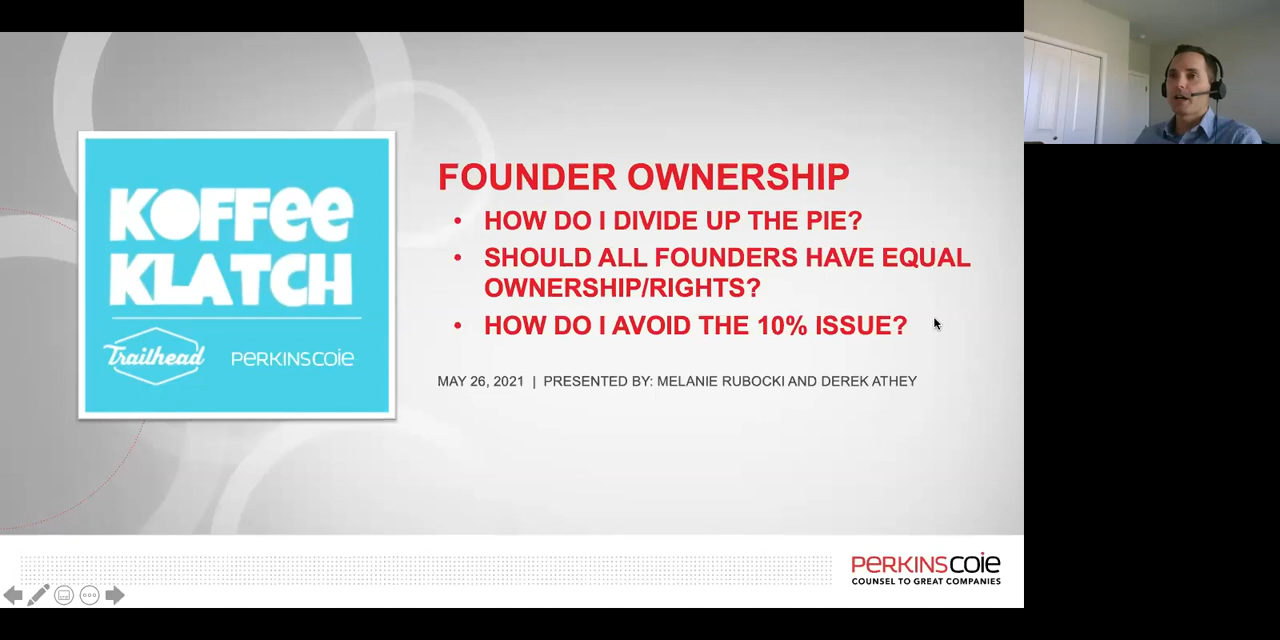 KOFFee
KLATCH
Trailhead
PERKINSCOIE
FOUNDER OWNERSHIP
• HOW DO I DIVIDE UP THE PIE?
• SHOULD ALL FOUNDERS HAVE EQUAL
OWNERSHIP/RIGHTS?
• HOW DO I AVOID THE 10% ISSUE?
MAY 26, 2021 | PRESENTED BY: MELANIE RUBOCKI AND DEREK ATHEY
PERKINSCOIE
COUNSEL TO GREAT COMPANIES